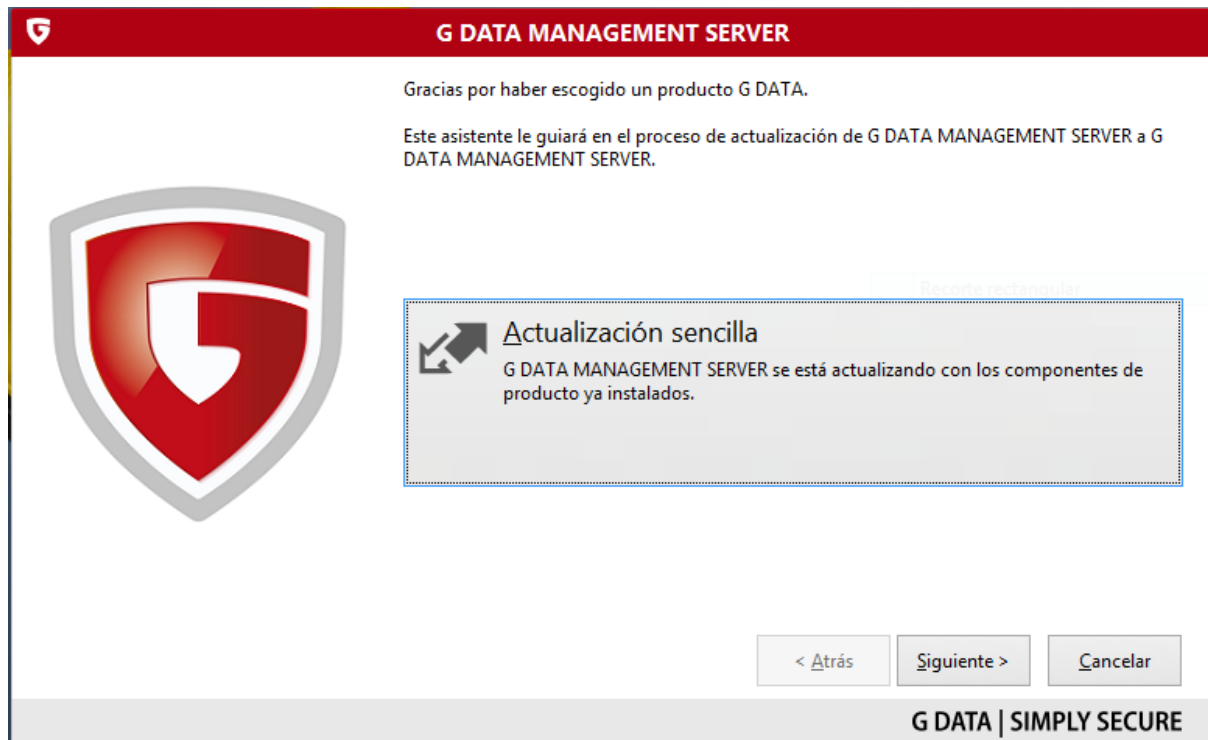 G DATA MANAGEMENT SERVER
Gracias por haber escogido un producto G DATA.
Este asistente le guiará en el proceso de actualización de G DATA MANAGEMENT SERVER a G
DATA MANAGEMENT SERVER.
Recorte rectangular
Actualización sencilla
G DATA MANAGEMENT SERVER se está actualizando con los componentes de
producto ya instalados.
< Atrás
Siguiente >
Cancelar
G DATA | SIMPLY SECURE